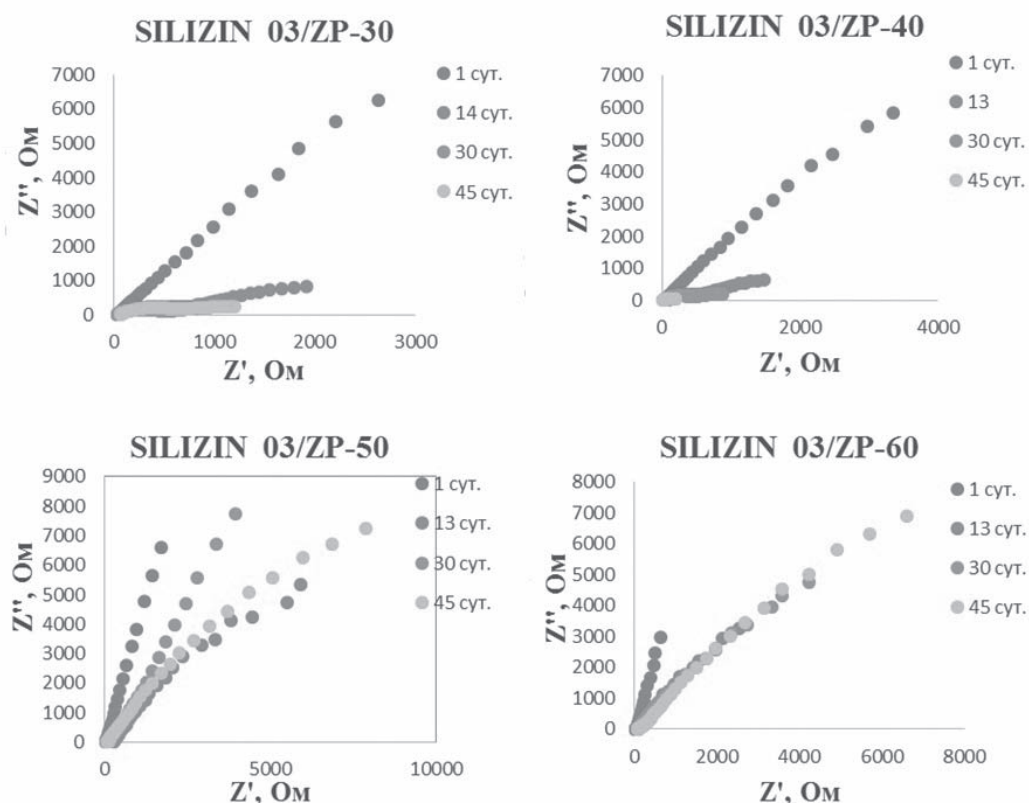 SILIZIN 03/ZP-30
7000
6000
5000
4000
3000
2000
1000
0
Z'', Ом
0 1000 2000 3000
Z', Ом
1 сут.
14 сут.
30 сут.
45 сут.
SILIZIN 03/ZP-40
7000
6000
5000
4000
3000
2000
1000
0
Z'', Ом
0 2000 4000
Z', Ом
1 сут.
13
30 сут.
45 сут.
SILIZIN 03/ZP-50
9000
8000
7000
6000
5000
4000
3000
2000
1000
0
Z'', Ом
0 5000 10000
Z', Ом
1 сут.
13 сут.
30 сут.
45 сут.
SILIZIN 03/ZP-60
8000
7000
6000
5000
4000
3000
2000
1000
0
Z'', Ом
0 2000 4000 6000 8000
Z', Ом
1 сут.
13 сут.
30 сут.
45 сут.